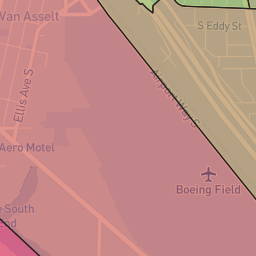 Van Asselt
S Eddy St
Ellis Ave S
Airport Way S
Aero Motel
Boeing Field
South